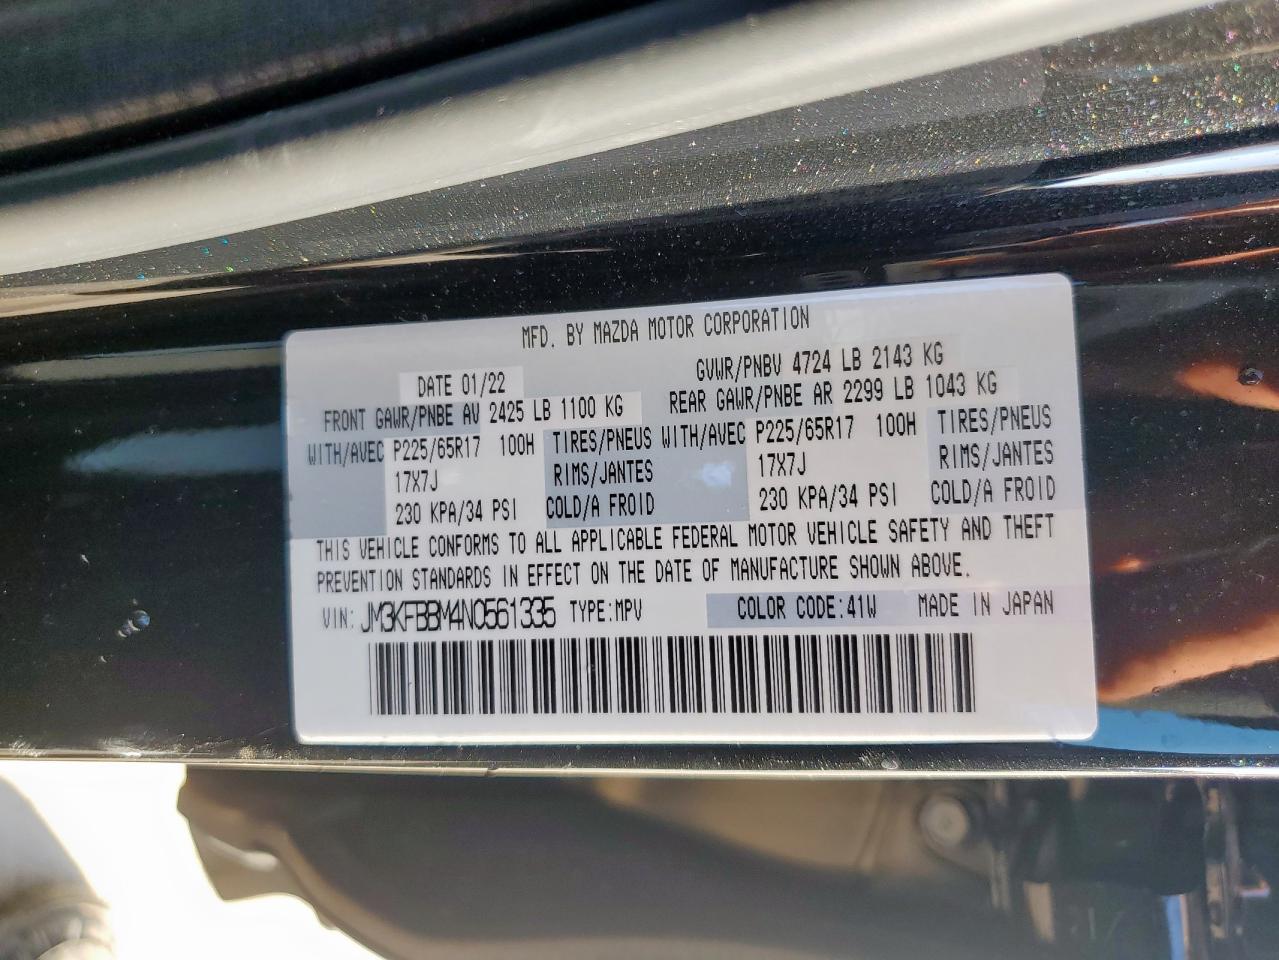 MFD. BY MAZDA MOTOR CORPORATION
DATE 01/22 GVWR/PNBV 4724 LB 2143 KG
FRONT GAWR/PNBE AV 2425 LB 1100 KG REAR GAWR/PNBE AR 2299 LB 1043 KG
WITH/AVEC P225/65R17 100H TIRES/PNEUS WITH/AVEC P225/65R17 100H TIRES/PNEUS
17X7J RIMS/JANTES 17X7J RIMS/JANTES
230 KPA/34 PSI COLD/A FROID 230 KPA/34 PSI COLD/A FROID
THIS VEHICLE CONFORMS TO ALL APPLICABLE FEDERAL MOTOR VEHICLE SAFETY AND THEFT
PREVENTION STANDARDS IN EFFECT ON THE DATE OF MANUFACTURE SHOWN ABOVE.
VIN: JM3KFBBM4N0561335 TYPE:MPV COLOR CODE:41W MADE IN JAPAN